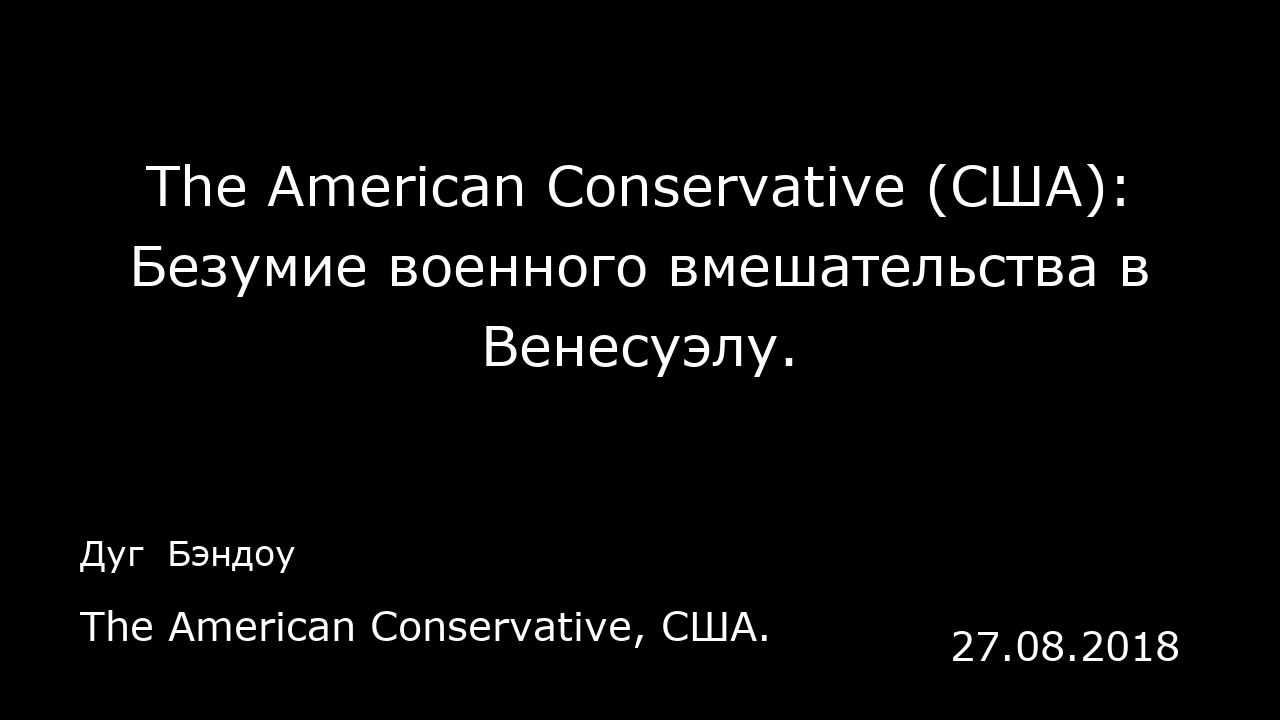 The American Conservative (США):
Безумие военного вмешательства в
Венесуэлу.
Дуг  Бэндоу
The American Conservative, США.
27.08.2018